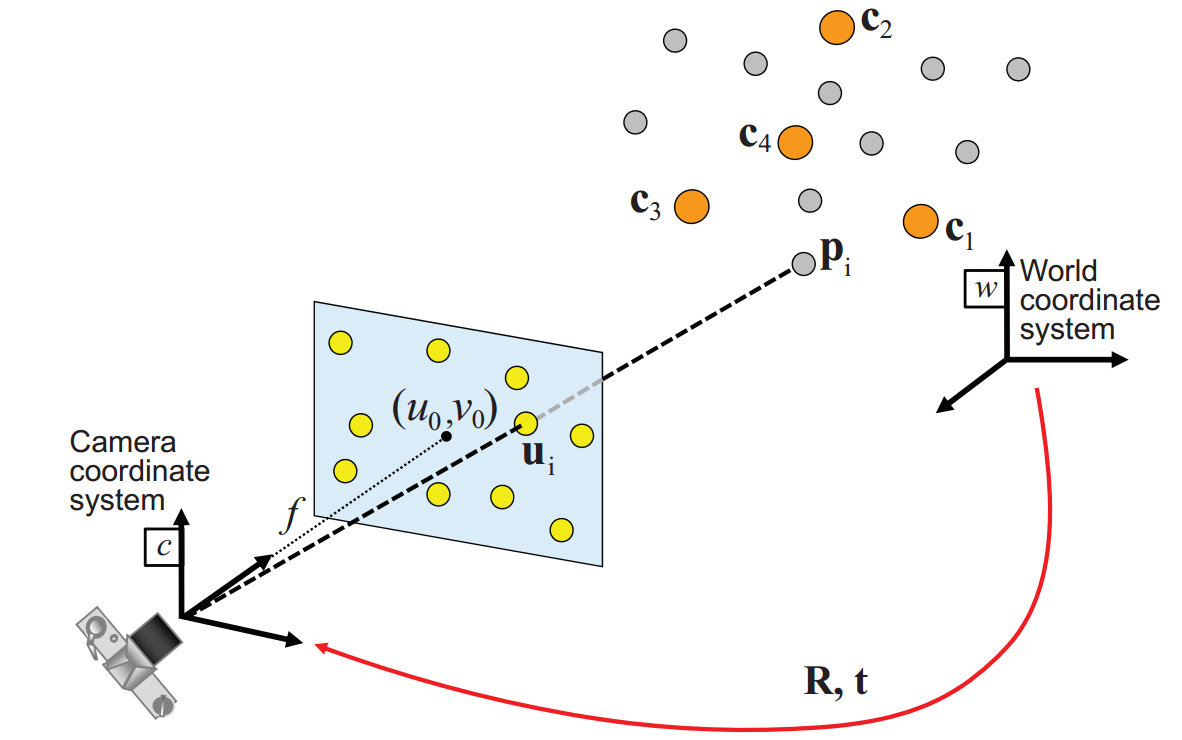 c₂
c₄
c₃
c₁
pᵢ
w
World
coordinate
system
(u₀,v₀)
uᵢ
Camera
coordinate
system
f
c
R, t